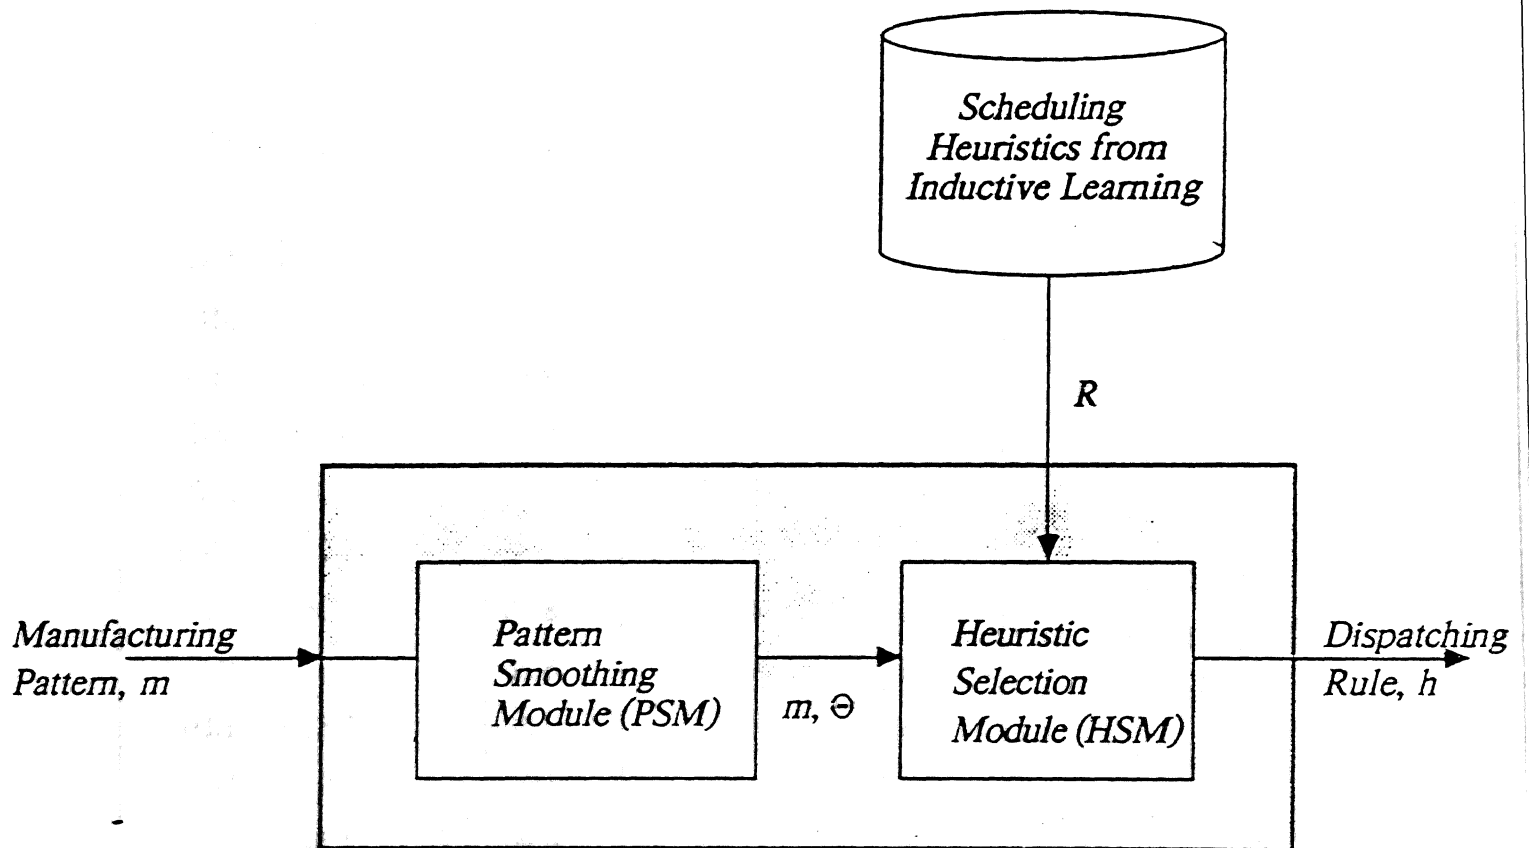 Scheduling
Heuristics from
Inductive Learning
R
Manufacturing
Pattern, m
Pattern
Smoothing
Module (PSM)
m, Θ
Heuristic
Selection
Module (HSM)
Dispatching
Rule, h